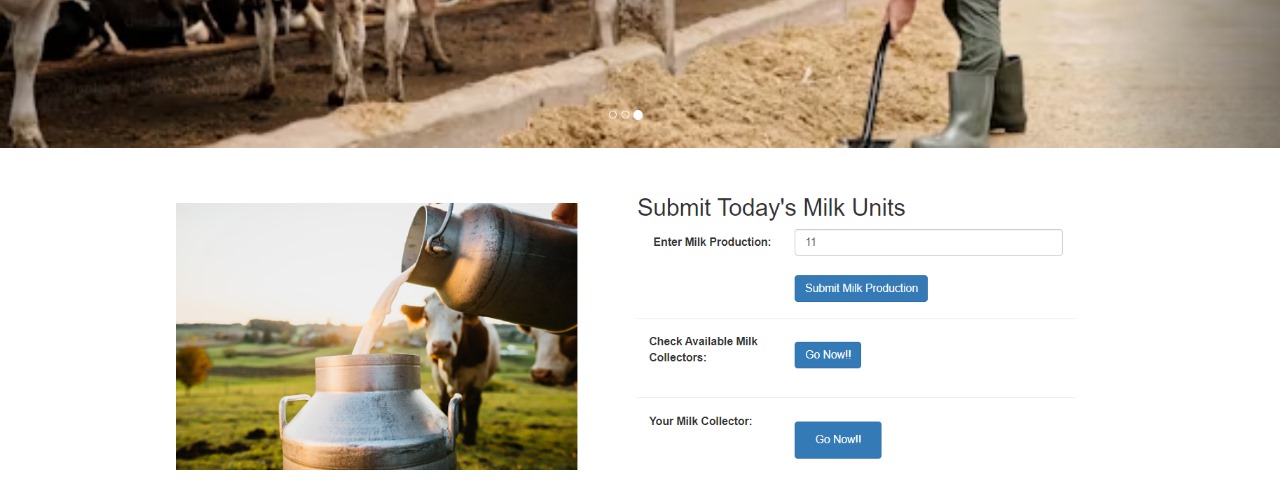 Submit Today's Milk Units
Enter Milk Production: 11
Submit Milk Production
Check Available Milk
Collectors:
Go Now!!
Your Milk Collector:
Go Now!!